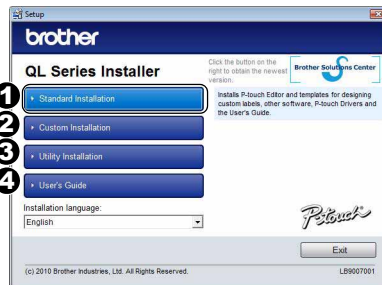 Setup
brother
QL Series Installer
Click the button on the
right to obtain the newest
version.
Brother Solutions Center
1
Standard Installation
Installs P-touch Editor and templates for designing
custom labels, other software, P-touch Drivers and
the User's Guide.
2
Custom Installation
3
Utility Installation
4
User's Guide
Installation language:
English
P-touch
Exit
(c) 2010 Brother Industries, Ltd. All Rights Reserved.
LB9007001